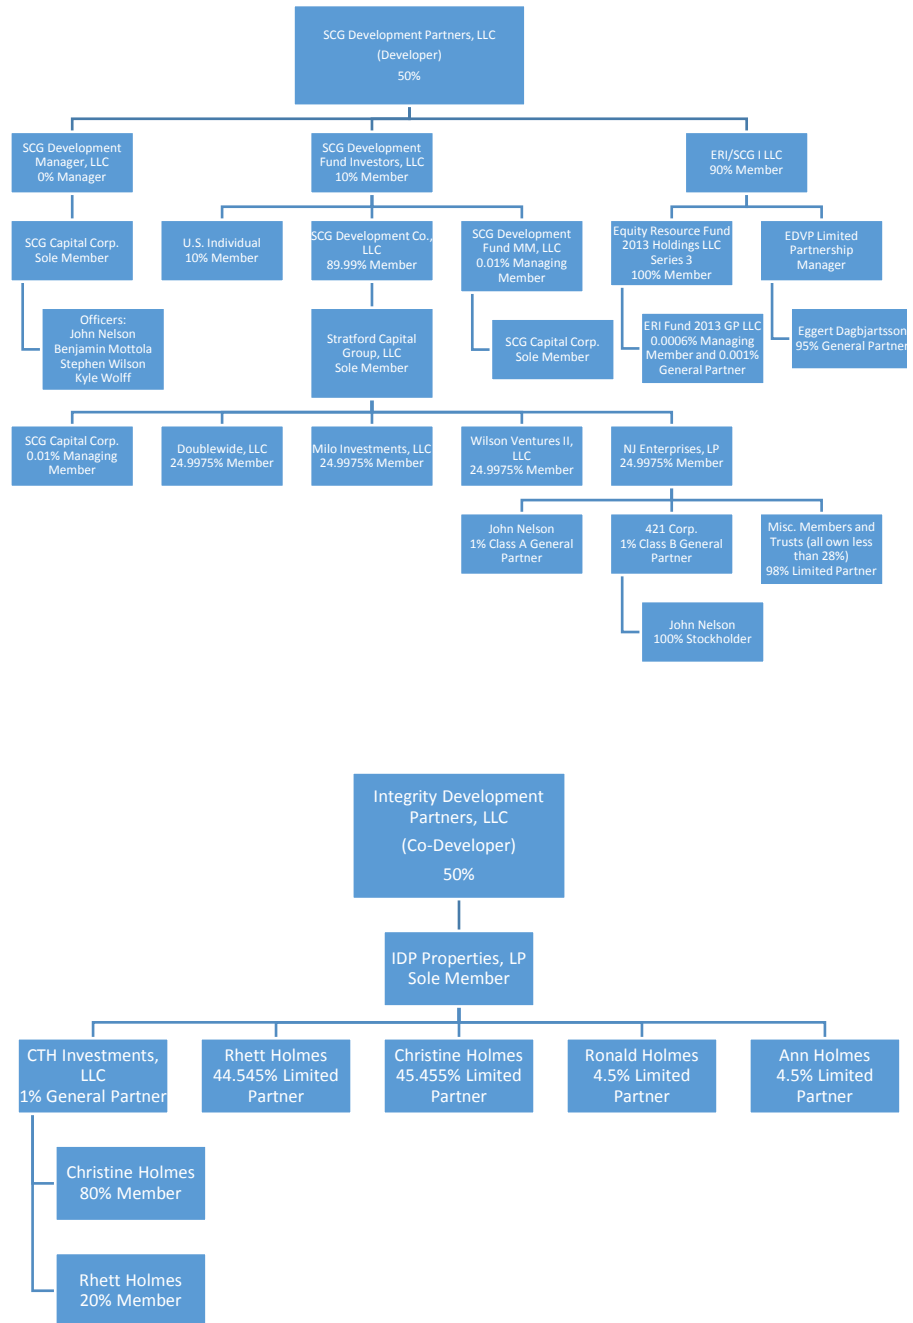 SCG Development Partners, LLC
(Developer)
50%
SCG Development
Manager, LLC
0% Manager
SCG Development
Fund Investors, LLC
10% Member
ERI/SCG I LLC
90% Member
SCG Capital Corp.
Sole Member
U.S. Individual
10% Member
SCG Development Co.,
LLC
89.99% Member
SCG Development
Fund MM, LLC
0.01% Managing
Member
Equity Resource Fund
2013 Holdings LLC
Series 3
100% Member
EDVP Limited
Partnership
Manager
Officers:
John Nelson
Benjamin Mottola
Stephen Wilson
Kyle Wolff
Stratford Capital
Group, LLC
Sole Member
SCG Capital Corp.
Sole Member
ERI Fund 2013 GP LLC
0.0006% Managing
Member and 0.001%
General Partner
Eggert Dagbjartsson
95% General Partner
SCG Capital Corp.
0.01% Managing
Member
Doublewide, LLC
24.9975% Member
Milo Investments, LLC
24.9975% Member
Wilson Ventures II,
LLC
24.9975% Member
NJ Enterprises, LP
24.9975% Member
John Nelson
1% Class A General
Partner
421 Corp.
1% Class B General
Partner
Misc. Members and
Trusts (all own less
than 28%)
98% Limited Partner
John Nelson
100% Stockholder
Integrity Development
Partners, LLC
(Co-Developer)
50%
IDP Properties, LP
Sole Member
CTH Investments,
LLC
1% General Partner
Rhett Holmes
44.545% Limited
Partner
Christine Holmes
45.455% Limited
Partner
Ronald Holmes
4.5% Limited
Partner
Ann Holmes
4.5% Limited
Partner
Christine Holmes
80% Member
Rhett Holmes
20% Member